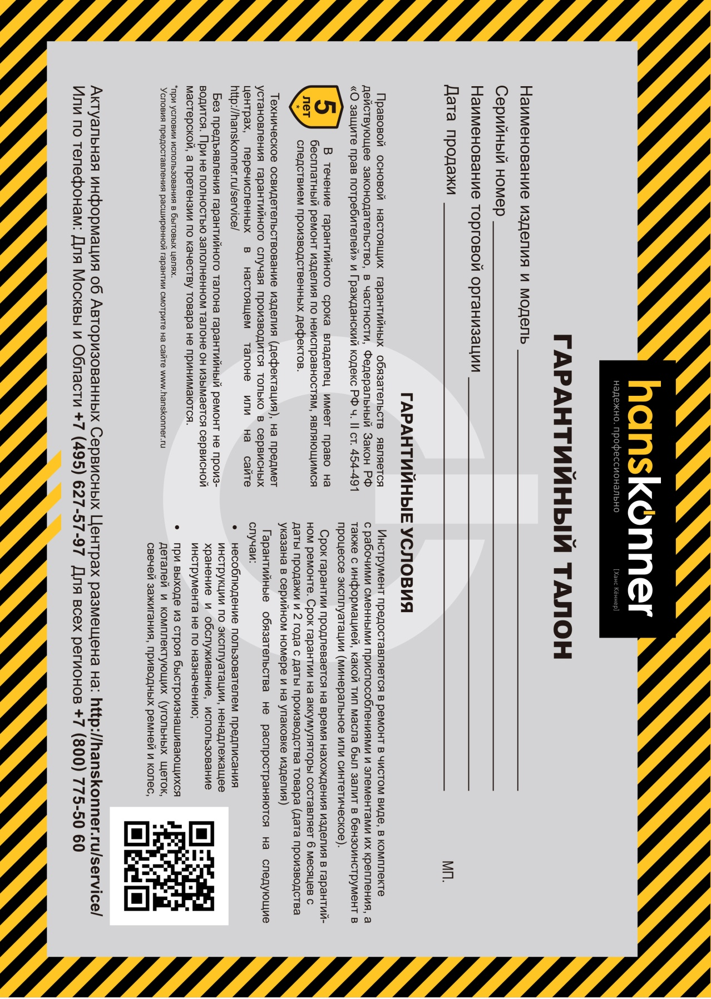 hanskönner
надежно. профессионально [Ханс Кённер]
ГАРАНТИЙНЫЙ ТАЛОН
Наименование изделия и модель
Серийный номер
Наименование торговой организации
Дата продажи
МП.
ГАРАНТИЙНЫЕ УСЛОВИЯ
Правовой основой настоящих гарантийных обязательств является
действующее законодательство, в частности, Федеральный Закон РФ
«О защите прав потребителей» и Гражданский кодекс РФ ч. II ст. 454-491
5
лет
*
В течение гарантийного срока владелец имеет право на
бесплатный ремонт изделия по неисправностям, являющимся
следствием производственных дефектов.
Техническое освидетельствование изделия (дефектация), на предмет
установления гарантийного случая производится только в сервисных
центрах, перечисленных в настоящем талоне или на сайте
http://hanskonner.ru/service/
Без предъявления гарантийного талона гарантийный ремонт не произ-
водится. При не полностью заполненном талоне он изымается сервисной
мастерской, а претензии по качеству товара не принимаются.
*при условии использования в бытовых целях.
Условия предоставления расширенной гарантии смотрите на сайте www.hanskonner.ru
Инструмент предоставляется в ремонт в чистом виде, в комплекте
с рабочими сменными приспособлениями и элементами их крепления, а
также с информацией, какой тип масла был залит в бензоинструмент в
процессе эксплуатации (минеральное или синтетическое).
Срок гарантии продлевается на время нахождения изделия в гарантий-
ном ремонте. Срок гарантии на аккумуляторы составляет 6 месяцев с
даты продажи и 2 года с даты производства товара (дата производства
указана в серийном номере и на упаковке изделия)
Гарантийные обязательства не распространяются на следующие
случаи:
• несоблюдение пользователем предписания
инструкции по эксплуатации, ненадлежащее
хранение и обслуживание, использование
инструмента не по назначению;
• при выходе из строя быстроизнашивающихся
деталей и комплектующих (угольных щеток,
свечей зажигания, приводных ремней и колес,
Актуальная информация об Авторизованных Сервисных Центрах размещена на: http://hanskonner.ru/service/
Или по телефонам: Для Москвы и Области +7 (495) 627-57-97 Для всех регионов +7 (800) 775-50 60